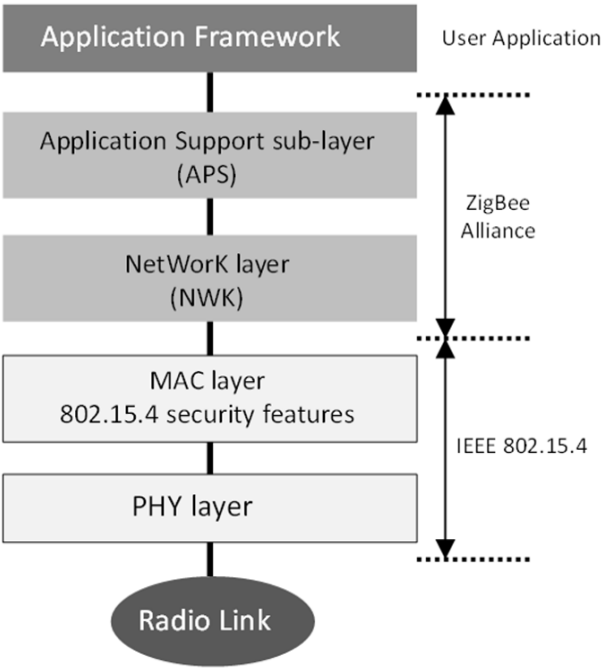 Application Framework
User Application
Application Support sub-layer
(APS)
ZigBee
Alliance
NetWorK layer
(NWK)
MAC layer
802.15.4 security features
IEEE 802.15.4
PHY layer
Radio Link